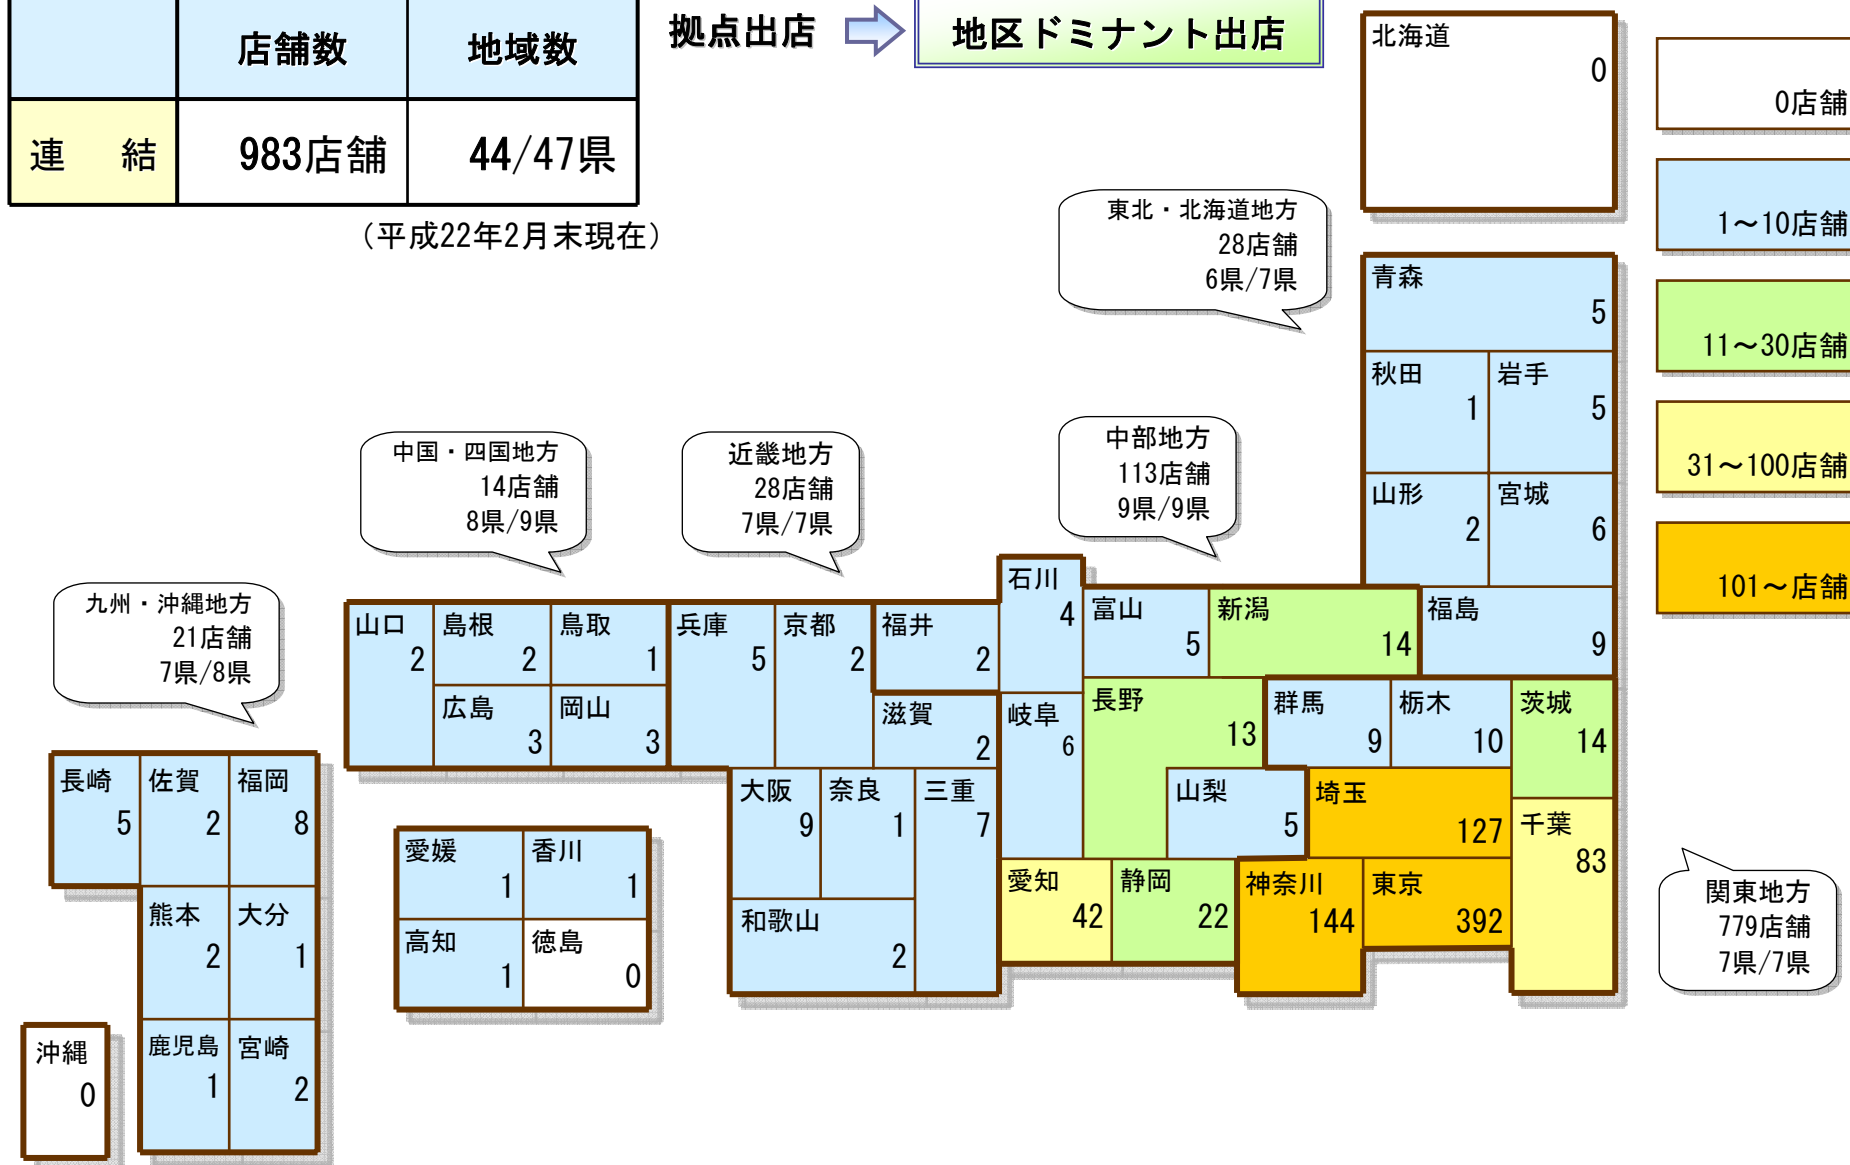 店舗数 地域数
連 結 983店舗 44/47県
（平成22年2月末現在）
拠点出店
地区ドミナント出店
0店舗
1～10店舗
11～30店舗
31～100店舗
101～店舗
北海道
0
東北・北海道地方
28店舗
6県/7県
青森
5
秋田
1
岩手
5
山形
2
宮城
6
福島
9
中部地方
113店舗
9県/9県
石川
4
富山
5
新潟
14
福井
2
岐阜
6
長野
13
山梨
5
愛知
42
静岡
22
関東地方
779店舗
7県/7県
群馬
9
栃木
10
茨城
14
埼玉
127
千葉
83
神奈川
144
東京
392
近畿地方
28店舗
7県/7県
兵庫
5
京都
2
滋賀
2
大阪
9
奈良
1
三重
7
和歌山
2
中国・四国地方
14店舗
8県/9県
山口
2
島根
2
鳥取
1
広島
3
岡山
3
愛媛
1
香川
1
高知
1
徳島
0
九州・沖縄地方
21店舗
7県/8県
長崎
5
佐賀
2
福岡
8
熊本
2
大分
1
鹿児島
1
宮崎
2
沖縄
0